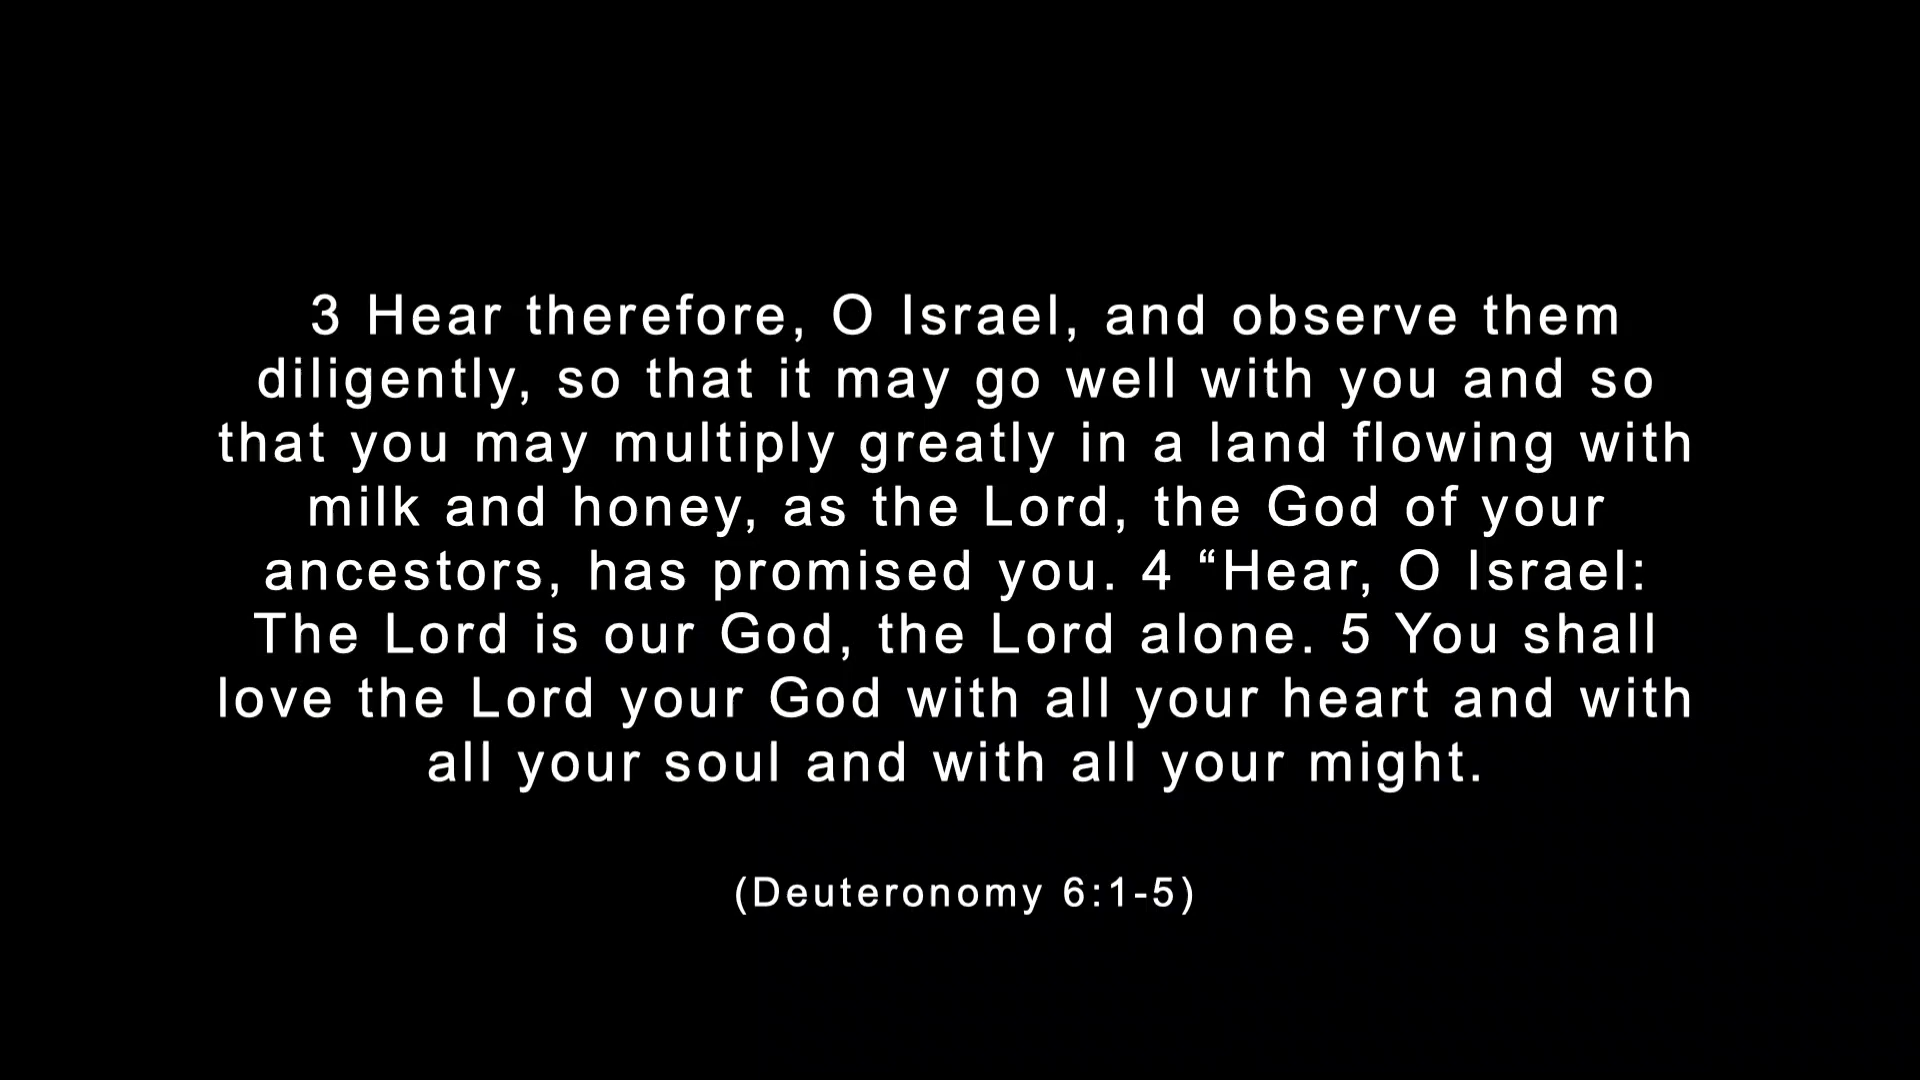 3 Hear therefore, O Israel, and observe them
diligently, so that it may go well with you and so
that you may multiply greatly in a land flowing with
milk and honey, as the Lord, the God of your
ancestors, has promised you. 4 “Hear, O Israel:
The Lord is our God, the Lord alone. 5 You shall
love the Lord your God with all your heart and with
all your soul and with all your might.
(Deuteronomy 6:1-5)